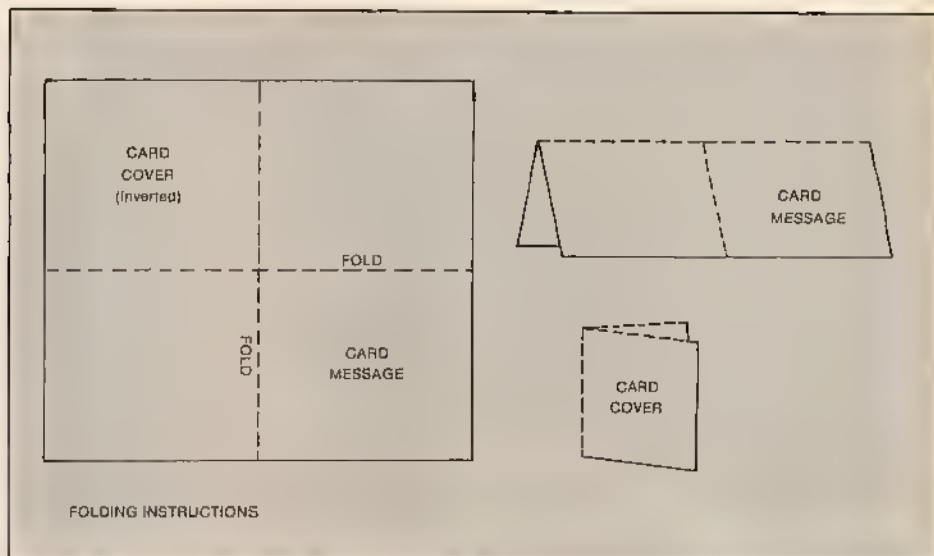 CARD
COVER
(Inverted)
FOLD
FOLD
CARD
MESSAGE
CARD
MESSAGE
CARD
COVER
FOLDING INSTRUCTIONS